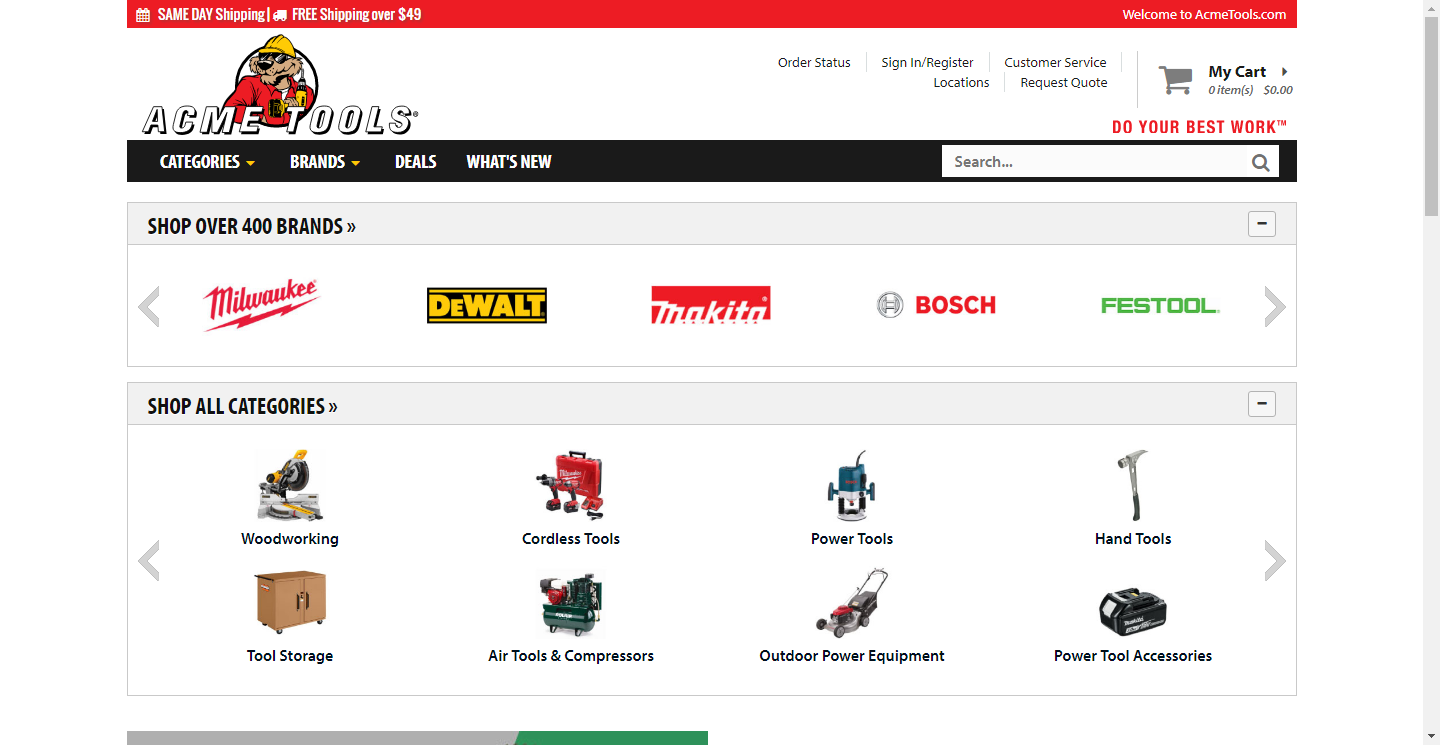 SAME DAY Shipping | FREE Shipping over $49
Welcome to AcmeTools.com
ACME TOOLS®
Order Status
Sign In/Register
Customer Service
Locations
Request Quote
My Cart
0 item(s) $0.00
DO YOUR BEST WORK™
CATEGORIES
BRANDS
DEALS
WHAT'S NEW
Search...
SHOP OVER 400 BRANDS »
Milwaukee
DEWALT
Makita®
BOSCH
FESTOOL
SHOP ALL CATEGORIES »
Woodworking
Cordless Tools
Power Tools
Hand Tools
Tool Storage
Air Tools & Compressors
Outdoor Power Equipment
Power Tool Accessories